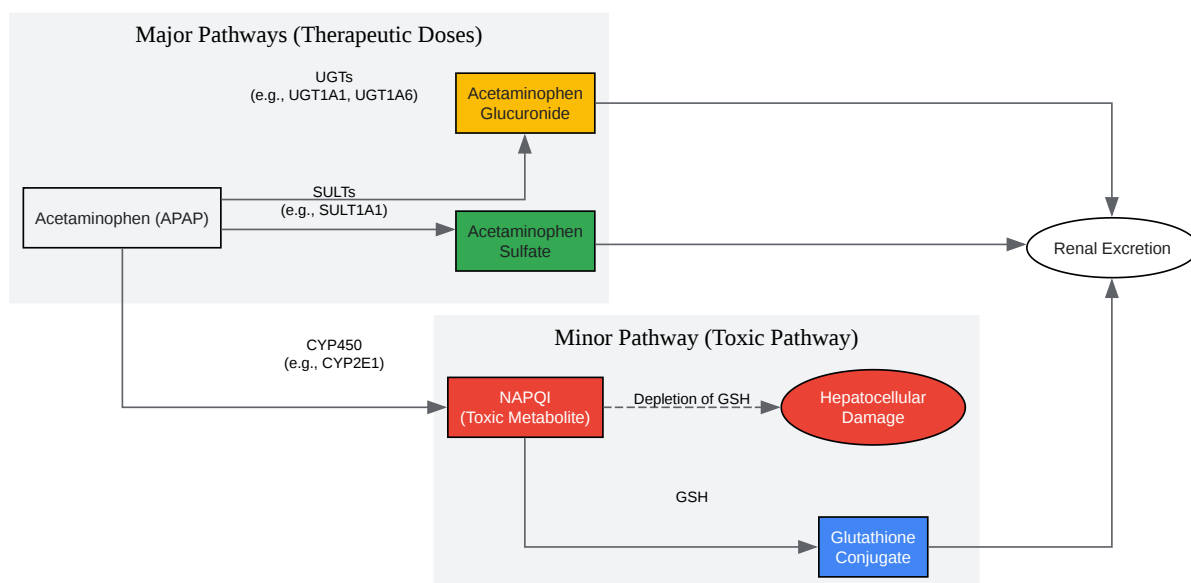 Major Pathways (Therapeutic Doses)
UGTs
(e.g., UGT1A1, UGT1A6)
Acetaminophen
Glucuronide
Acetaminophen (APAP)
SULTs
(e.g., SULT1A1)
Acetaminophen
Sulfate
Renal Excretion
Minor Pathway (Toxic Pathway)
CYP450
(e.g., CYP2E1)
NAPQI
(Toxic Metabolite)
Depletion of GSH
Hepatocellular
Damage
GSH
Glutathione
Conjugate